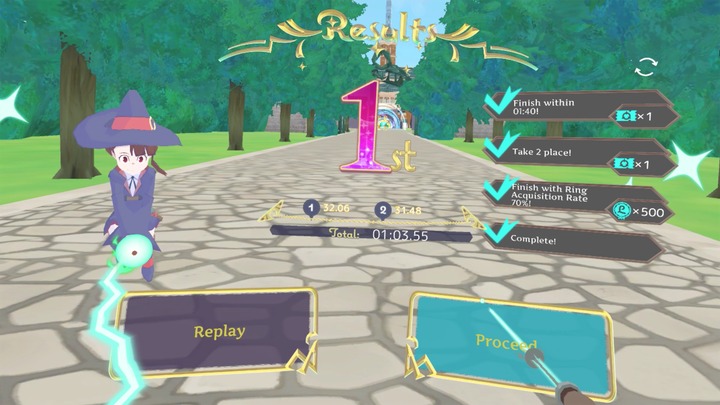 Results
1st
Finish within
01:40!
×1
Take 2 place!
×1
Finish with Ring
Acquisition Rate
70%!
×500
Complete!
1 32.06 2 31.48
Total: 01:03.55
Replay
Proceed